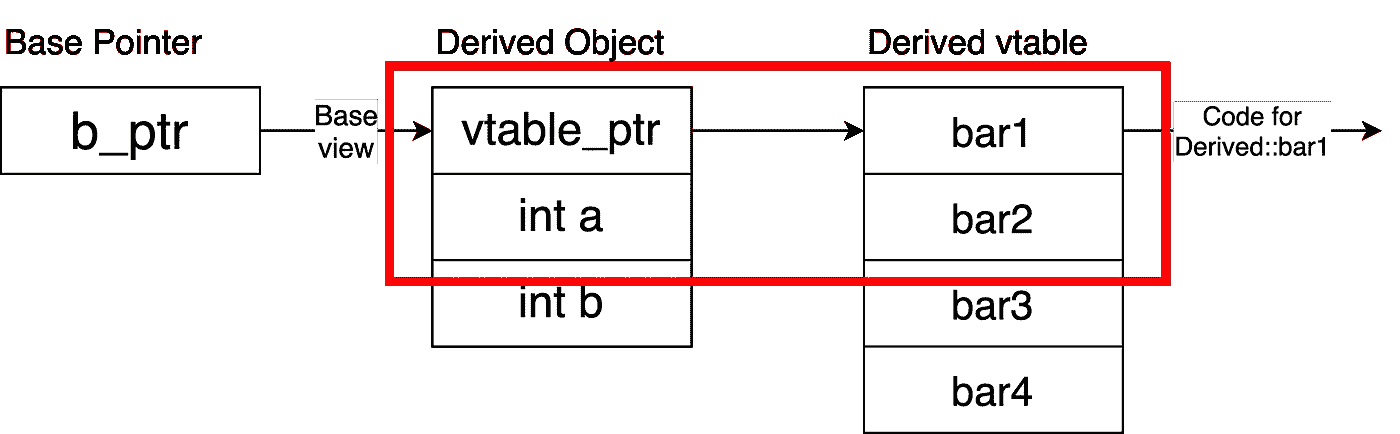 Base Pointer
Derived Object
Derived vtable
b_ptr
Base
view
vtable_ptr
int a
int b
bar1
bar2
bar3
bar4
Code for
Derived::bar1